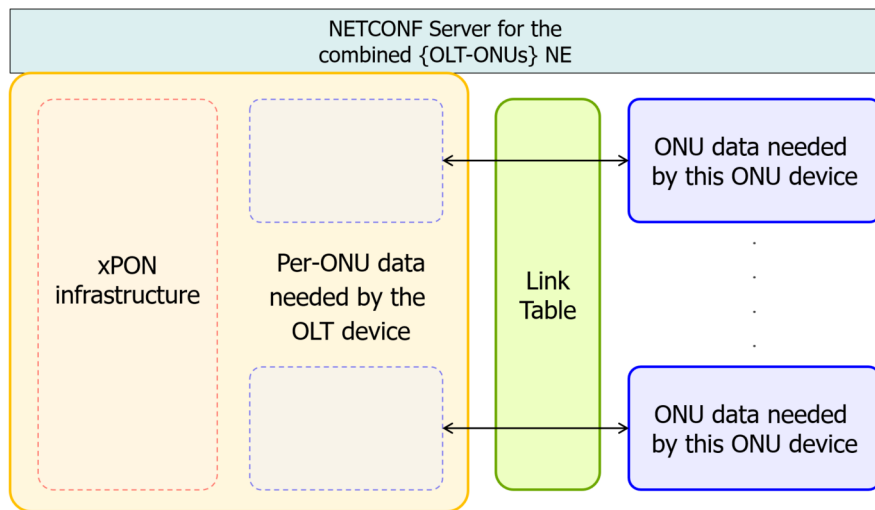 NETCONF Server for the
combined {OLT-ONUs} NE
ONU data needed
by this ONU device
xPON
infrastructure
Per-ONU data
needed by the
OLT device
Link
Table
ONU data needed
by this ONU device